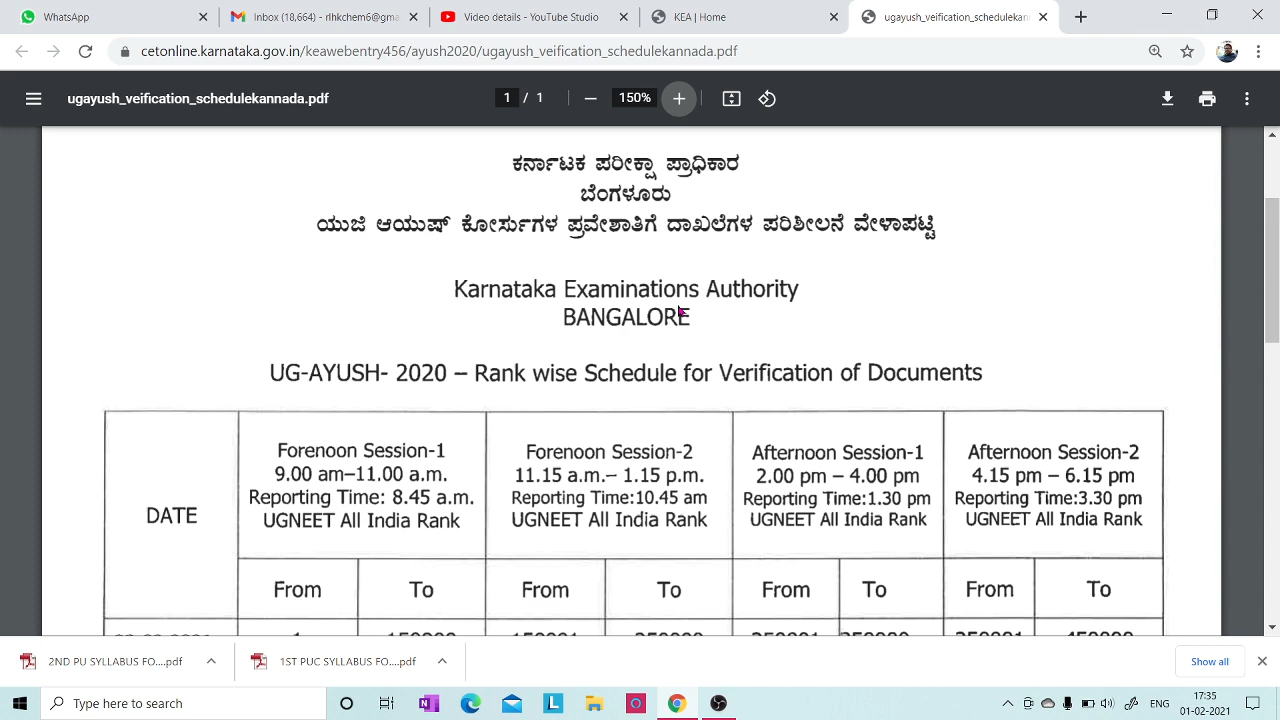 WhatsApp
Inbox (18,664) - rlhkchem6@gma
Video details - YouTube Studio
KEA | Home
ugayush_veification_schedulekann
cetonline.karnataka.gov.in/keawebentry456/ayush2020/ugayush_veification_schedulekannada.pdf
ugayush_veification_schedulekannada.pdf
1 / 1
150%
ಕರ್ನಾಟಕ ಪರೀಕ್ಷಾ ಪ್ರಾಧಿಕಾರ
ಬೆಂಗಳೂರು
ಯುಜಿ ಆಯುಷ್ ಕೋರ್ಸುಗಳ ಪ್ರವೇಶಾತಿಗೆ ದಾಖಲೆಗಳ ಪರಿಶೀಲನೆ ವೇಳಾಪಟ್ಟಿ
Karnataka Examinations Authority
BANGALORE
UG-AYUSH- 2020 – Rank wise Schedule for Verification of Documents
DATE
Forenoon Session-1
9.00 am–11.00 a.m.
Reporting Time: 8.45 a.m.
UGNEET All India Rank
Forenoon Session-2
11.15 a.m.– 1.15 p.m.
Reporting Time:10.45 am
UGNEET All India Rank
Afternoon Session-1
2.00 pm – 4.00 pm
Reporting Time:1.30 pm
UGNEET All India Rank
Afternoon Session-2
4.15 pm – 6.15 pm
Reporting Time:3.30 pm
UGNEET All India Rank
From To From To From To From To
2ND PU SYLLABUS FO....pdf
1ST PUC SYLLABUS FO....pdf
Show all
Type here to search
ENG
17:35
01-02-2021